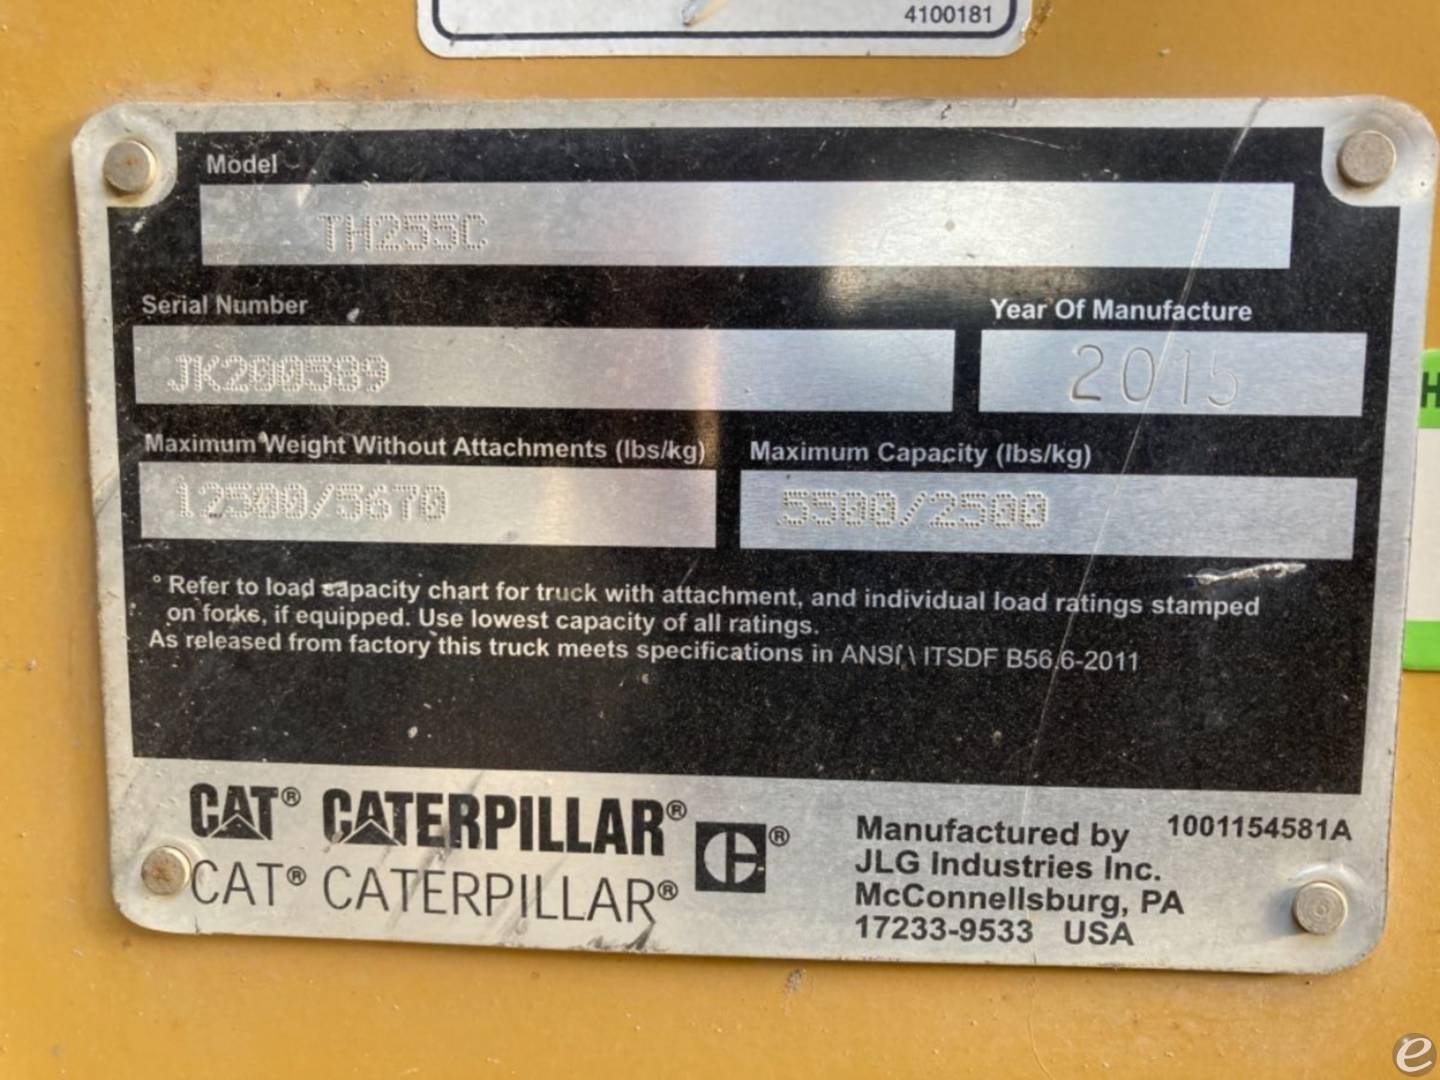 4100181
Model
TH255C
Serial Number
JK200589
Year Of Manufacture
2015
Maximum Weight Without Attachments (lbs/kg)
12500/5670
Maximum Capacity (lbs/kg)
5500/2500
° Refer to load capacity chart for truck with attachment, and individual load ratings stamped
on forks, if equipped. Use lowest capacity of all ratings.
As released from factory this truck meets specifications in ANSI \ ITSDF B56.6-2011
CAT® CATERPILLAR®
CAT® CATERPILLAR®
Manufactured by
JLG Industries Inc.
McConnellsburg, PA
17233-9533 USA
1001154581A
H
e